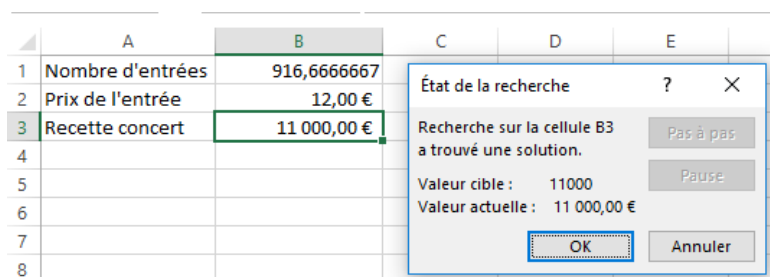 A B C D E
1 Nombre d'entrées 916,6666667
2 Prix de l'entrée 12,00 €
3 Recette concert 11 000,00 €
4
5
6
7
8
État de la recherche ? ×
Recherche sur la cellule B3
a trouvé une solution.
Pas à pas
Pause
Valeur cible : 11000
Valeur actuelle : 11 000,00 €
OK Annuler